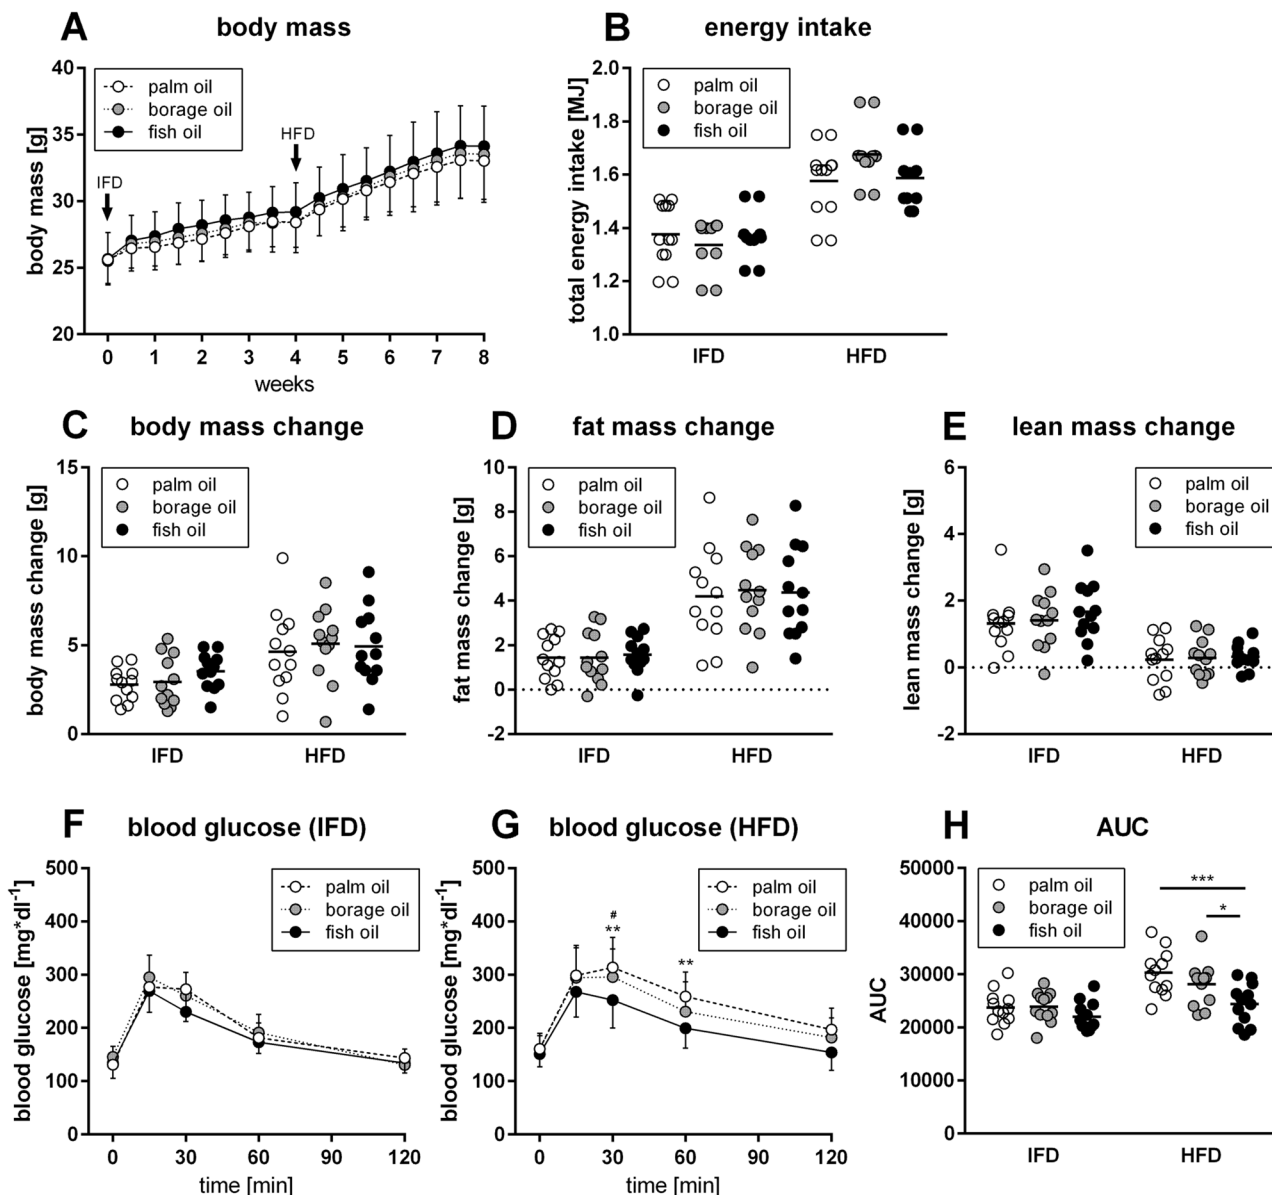 A body mass
body mass [g]
40
35
30
25
20
palm oil
borage oil
fish oil
IFD
HFD
0 1 2 3 4 5 6 7 8
weeks
B energy intake
total energy intake [MJ]
2.0
1.8
1.6
1.4
1.2
1.0
palm oil
borage oil
fish oil
IFD HFD
C body mass change
body mass change [g]
15
10
5
0
palm oil
borage oil
fish oil
IFD HFD
D fat mass change
fat mass change [g]
10
8
6
4
2
0
-2
palm oil
borage oil
fish oil
IFD HFD
E lean mass change
lean mass change [g]
6
4
2
0
-2
palm oil
borage oil
fish oil
IFD HFD
F blood glucose (IFD)
blood glucose [mg*dl-1]
500
400
300
200
100
0
palm oil
borage oil
fish oil
0 30 60 90 120
time [min]
G blood glucose (HFD)
blood glucose [mg*dl-1]
500
400
300
200
100
0
palm oil
borage oil
fish oil
#
**
**
0 30 60 90 120
time [min]
H AUC
AUC
50000
40000
30000
20000
10000
0
palm oil
borage oil
fish oil
***
*
IFD HFD